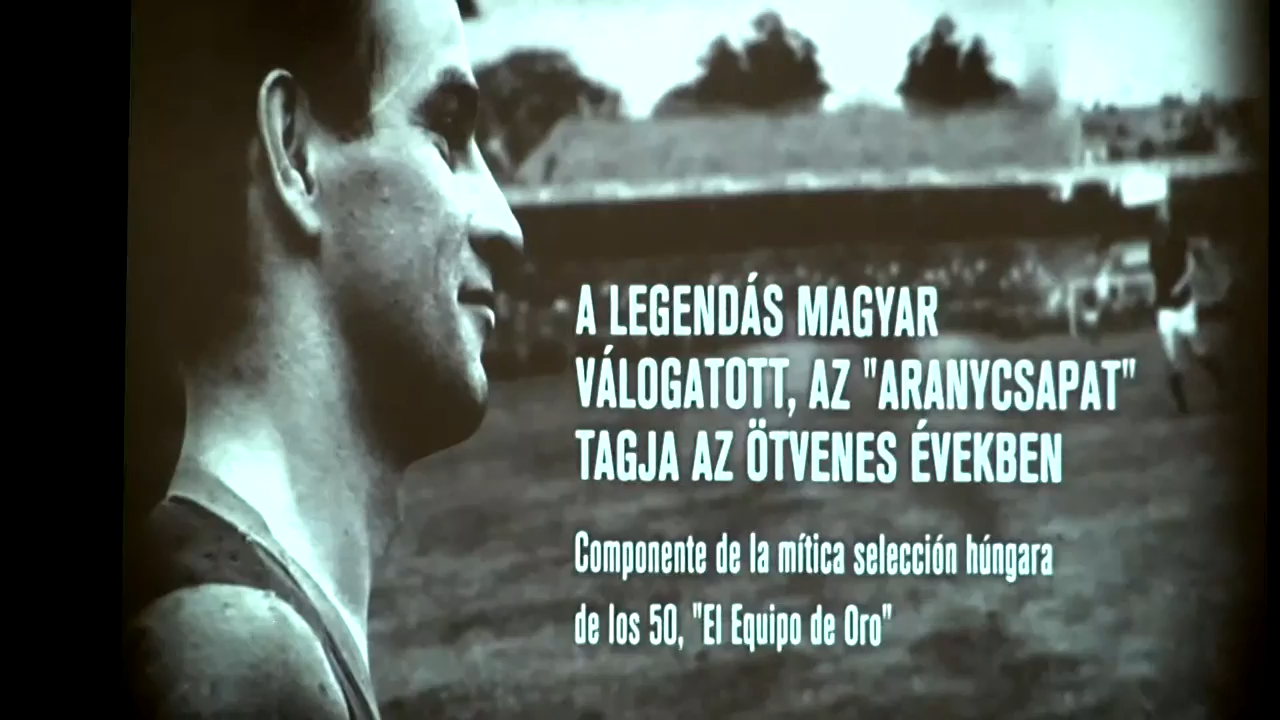 A LEGENDÁS MAGYAR
VÁLOGATOTT, AZ "ARANYCSAPAT"
TAGJA AZ ÖTVENES ÉVEKBEN
Componente de la mítica selección húngara
de los 50, "El Equipo de Oro"